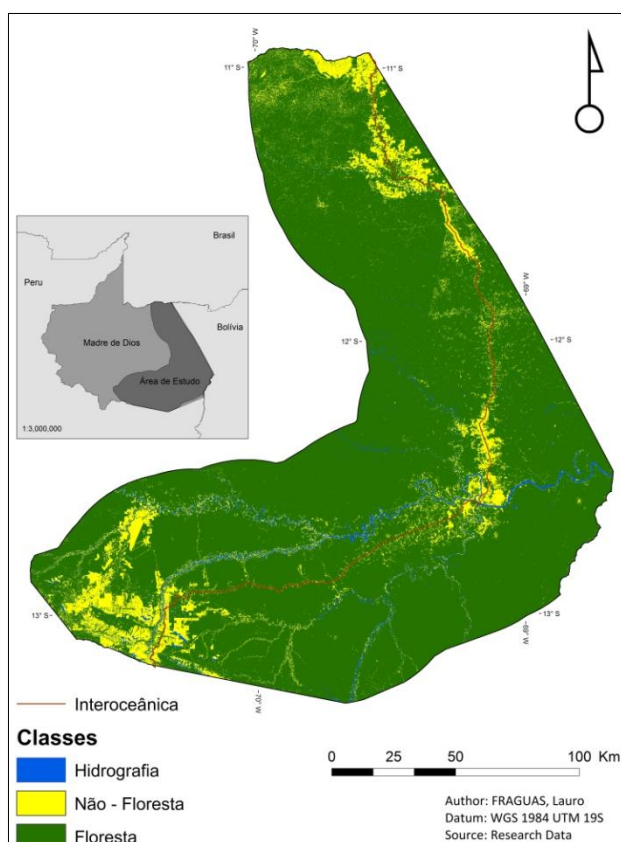 70° W
11° S
11° S
Brasil
Peru
Bolívia
Madre de Dios
Área de Estudo
1:3,000,000
69° W
12° S
12° S
13° S
13° S
70° W
69° W
Interoceânica
Classes
Hidrografia
Não - Floresta
Floresta
0 25 50 100 Km
Author: FRAGUAS, Lauro
Datum: WGS 1984 UTM 19S
Source: Research Data